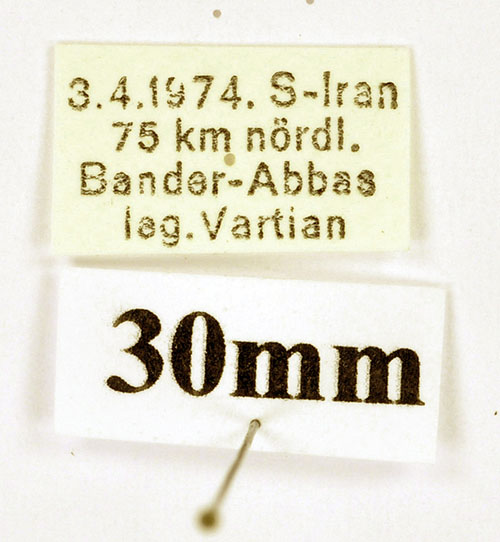 3.4.1974. S-Iran
75 km nördl.
Bander-Abbas
leg. Vartian
30mm